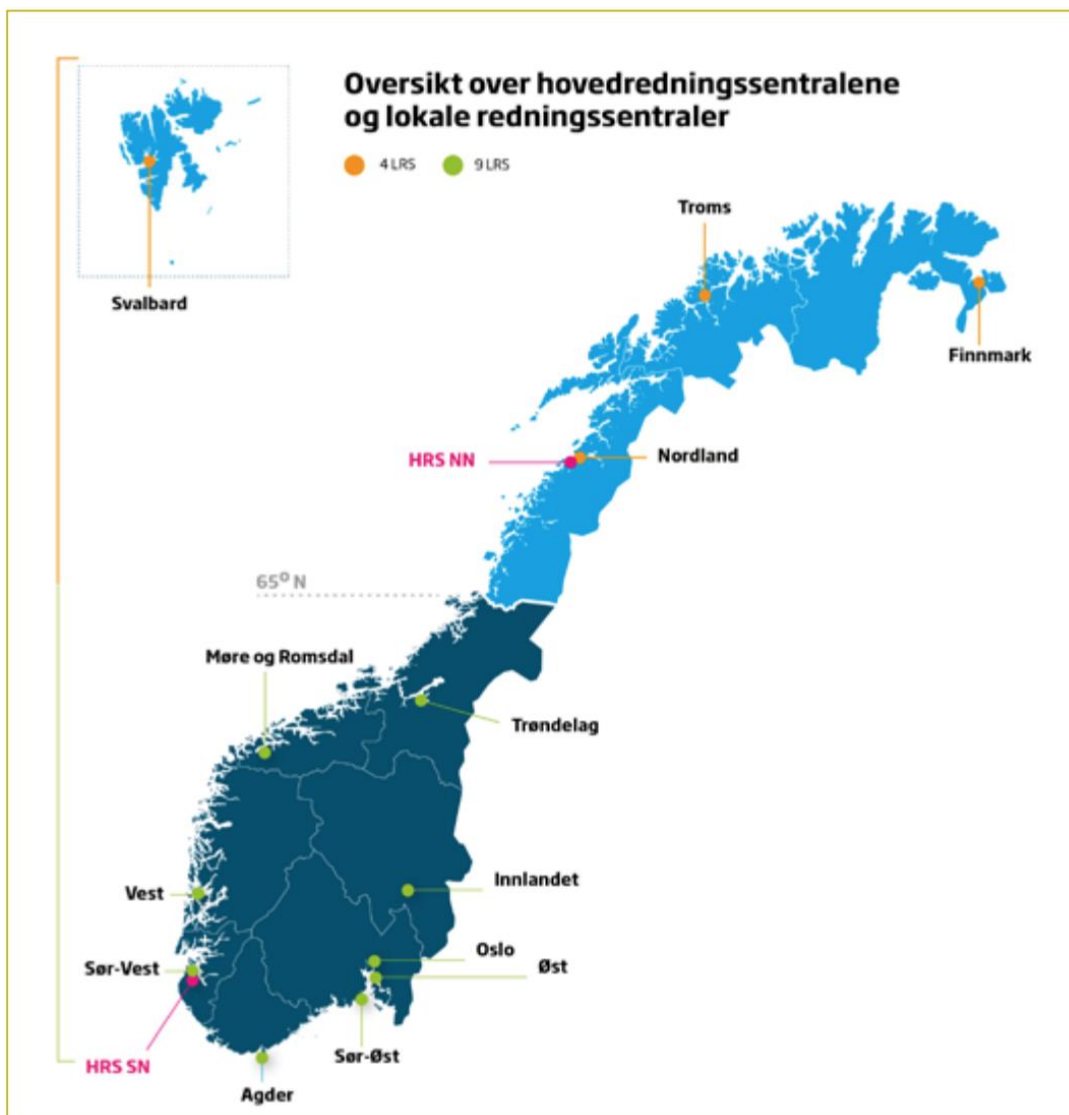 Oversikt over hovedredningssentralene
og lokale redningssentraler
4 LRS
9 LRS
Svalbard
Troms
Finnmark
HRS NN
Nordland
65° N
Møre og Romsdal
Trøndelag
Vest
Innlandet
Oslo
Sør-Vest
Øst
Sør-Øst
HRS SN
Agder